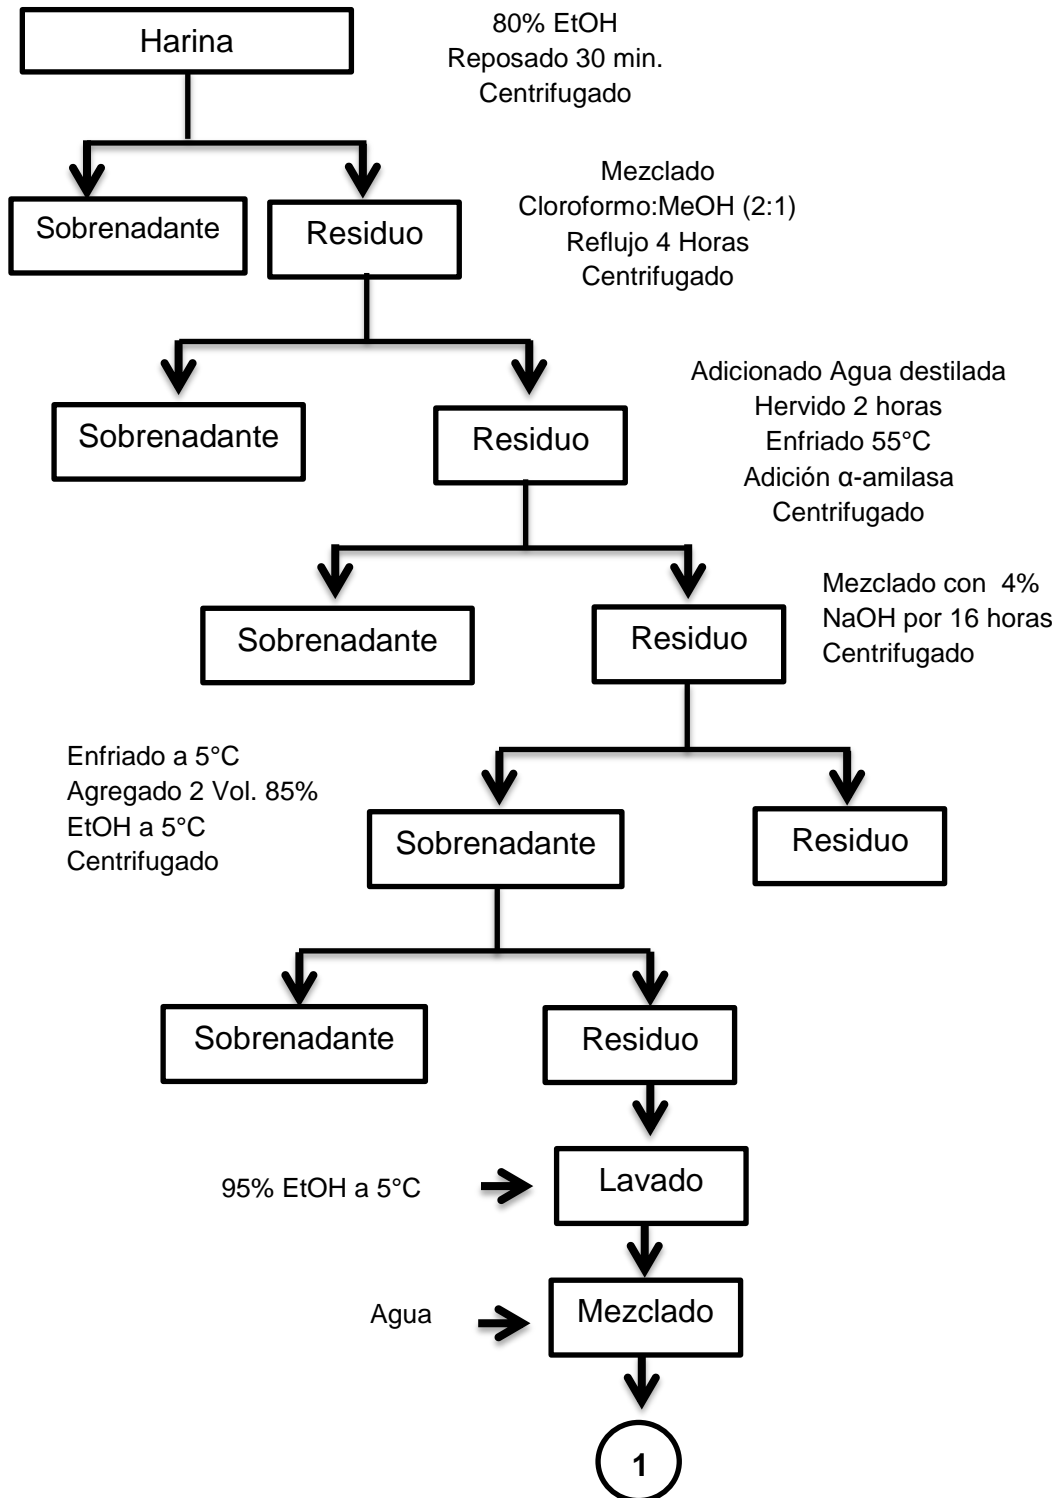 Harina
80% EtOH
Reposado 30 min.
Centrifugado
Sobrenadante
Residuo
Mezclado
Cloroformo:MeOH (2:1)
Reflujo 4 Horas
Centrifugado
Sobrenadante
Residuo
Adicionado Agua destilada
Hervido 2 horas
Enfriado 55°C
Adición α-amilasa
Centrifugado
Sobrenadante
Residuo
Mezclado con 4%
NaOH por 16 horas
Centrifugado
Enfriado a 5°C
Agregado 2 Vol. 85%
EtOH a 5°C
Centrifugado
Sobrenadante
Residuo
Sobrenadante
Residuo
95% EtOH a 5°C
Lavado
Agua
Mezclado
1